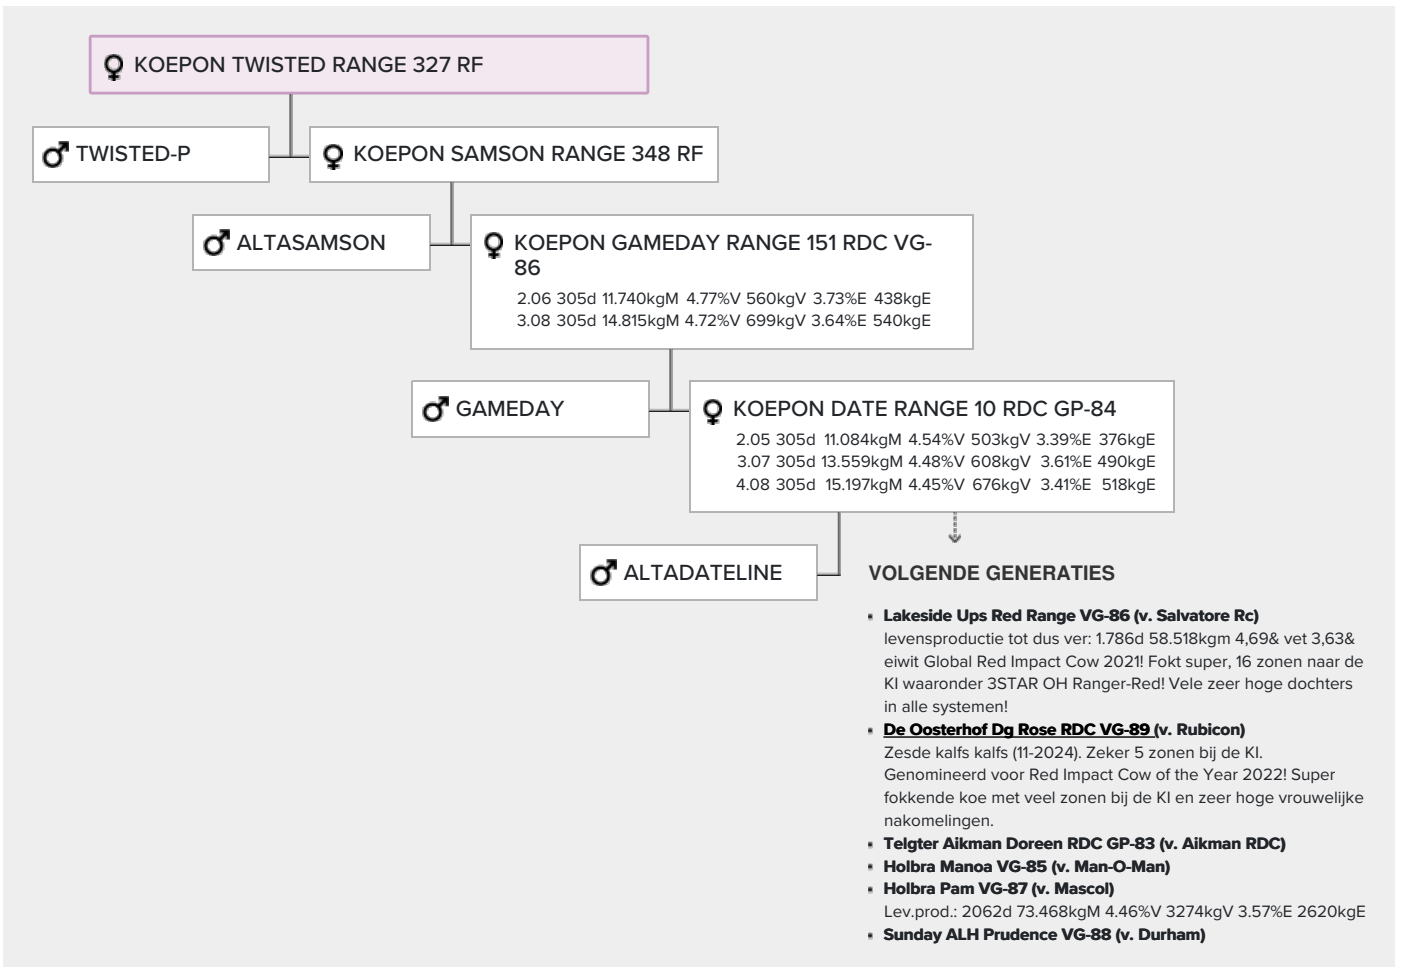 KOEPON TWISTED RANGE 327 RF
TWISTED-P
KOEPON SAMSON RANGE 348 RF
ALTASAMSON
KOEPON GAMEDAY RANGE 151 RDC VG-
86
2.06 305d 11.740kgM 4.77%V 560kgV 3.73%E 438kgE
3.08 305d 14.815kgM 4.72%V 699kgV 3.64%E 540kgE
GAMEDAY
KOEPON DATE RANGE 10 RDC GP-84
2.05 305d 11.084kgM 4.54%V 503kgV 3.39%E 376kgE
3.07 305d 13.559kgM 4.48%V 608kgV 3.61%E 490kgE
4.08 305d 15.197kgM 4.45%V 676kgV 3.41%E 518kgE
ALTADATELINE
VOLGENDE GENERATIES
Lakeside Ups Red Range VG-86 (v. Salvatore Rc)
levensproductie tot dus ver: 1.786d 58.518kgm 4,69& vet 3,63&
eiwit Global Red Impact Cow 2021! Fokt super, 16 zonen naar de
KI waaronder 3STAR OH Ranger-Red! Vele zeer hoge dochters
in alle systemen!
De Oosterhof Dg Rose RDC VG-89 (v. Rubicon)
Zesde kalfs kalfs (11-2024). Zeker 5 zonen bij de KI.
Genomineerd voor Red Impact Cow of the Year 2022! Super
fokkende koe met veel zonen bij de KI en zeer hoge vrouwelijke
nakomelingen.
Telgter Aikman Doreen RDC GP-83 (v. Aikman RDC)
Holbra Manoa VG-85 (v. Man-O-Man)
Holbra Pam VG-87 (v. Mascol)
Lev.prod.: 2062d 73.468kgM 4.46%V 3274kgV 3.57%E 2620kgE
Sunday ALH Prudence VG-88 (v. Durham)